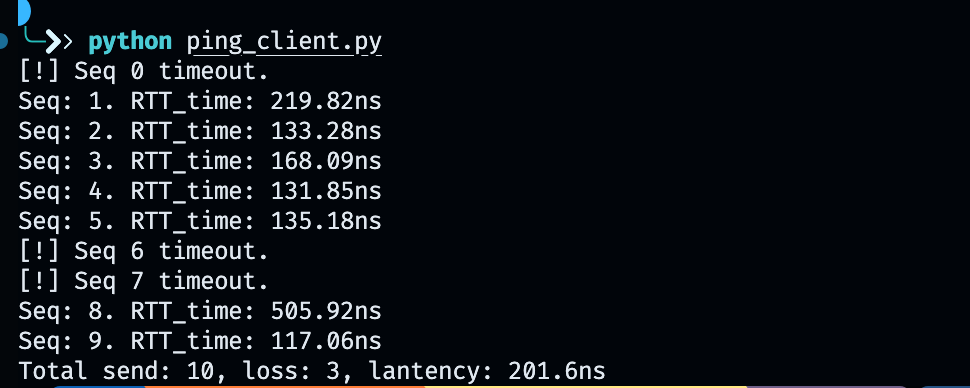 python ping_client.py
[!] Seq 0 timeout.
Seq: 1. RTT_time: 219.82ns
Seq: 2. RTT_time: 133.28ns
Seq: 3. RTT_time: 168.09ns
Seq: 4. RTT_time: 131.85ns
Seq: 5. RTT_time: 135.18ns
[!] Seq 6 timeout.
[!] Seq 7 timeout.
Seq: 8. RTT_time: 505.92ns
Seq: 9. RTT_time: 117.06ns
Total send: 10, loss: 3, lantency: 201.6ns